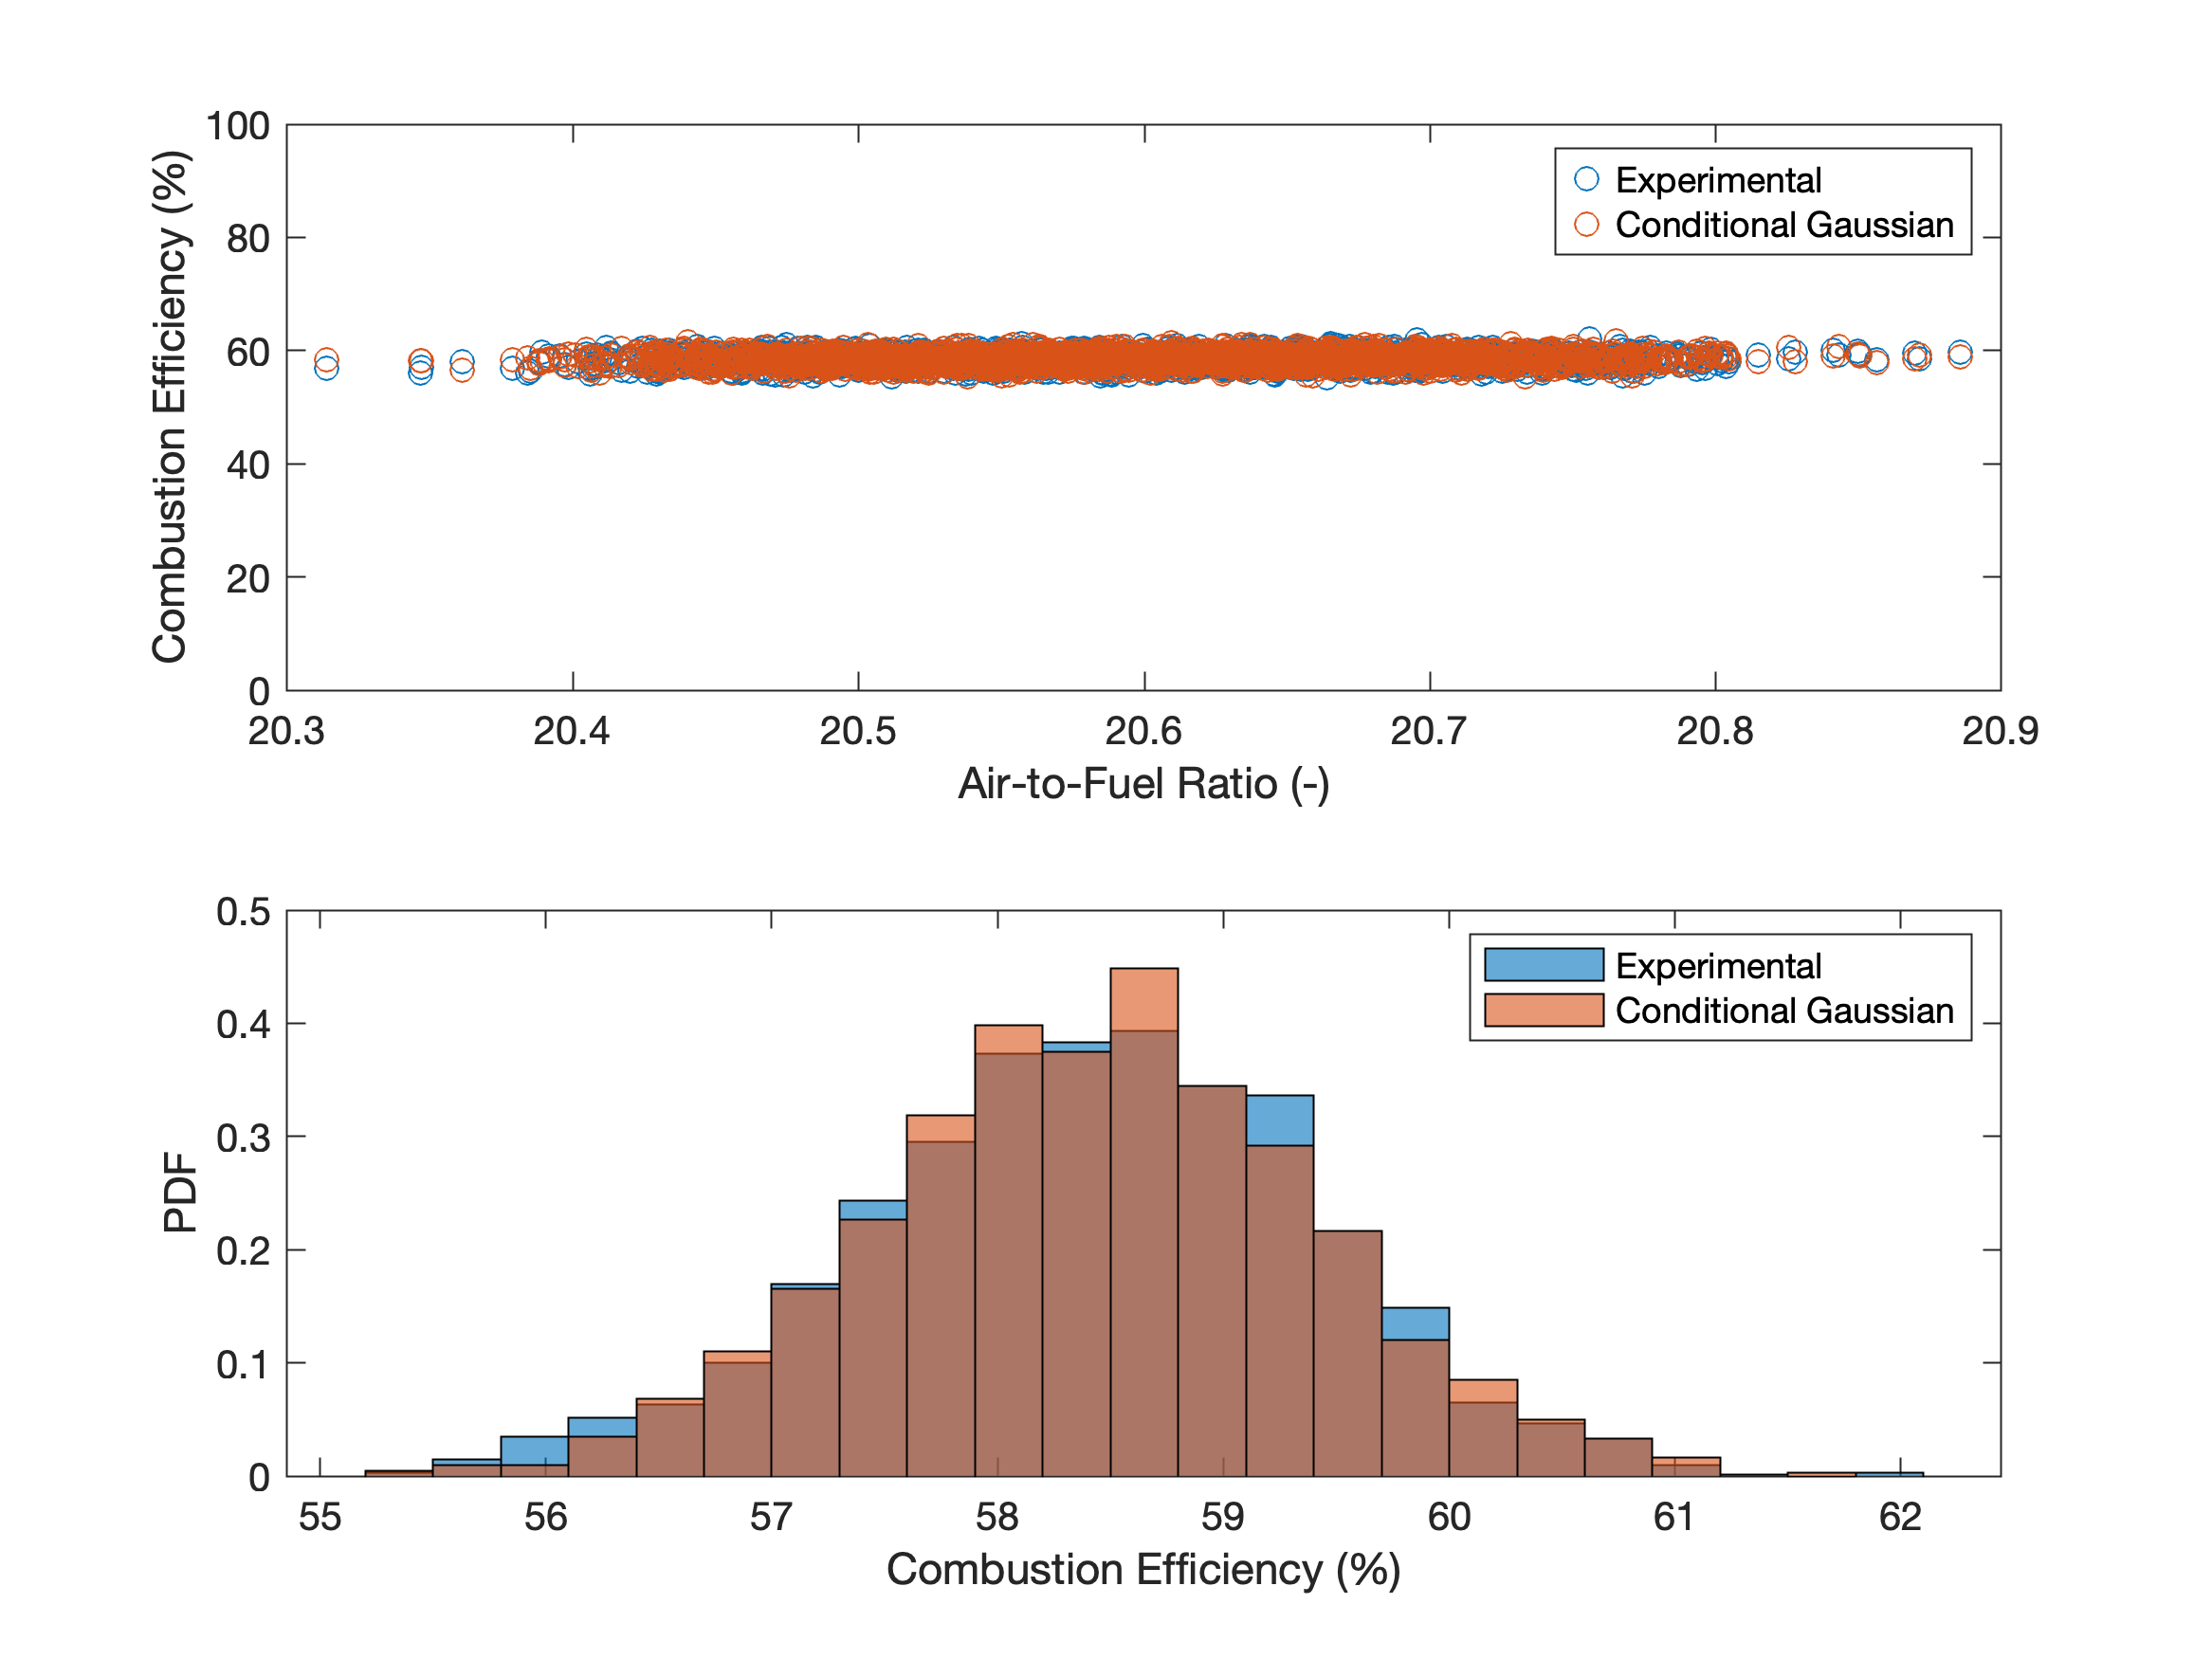 100
80
60
40
20
0
Combustion Efficiency (%)
Experimental
Conditional Gaussian
20.3 20.4 20.5 20.6 20.7 20.8 20.9
Air-to-Fuel Ratio (-)
0.5
0.4
0.3
0.2
0.1
0
PDF
Experimental
Conditional Gaussian
55 56 57 58 59 60 61 62
Combustion Efficiency (%)